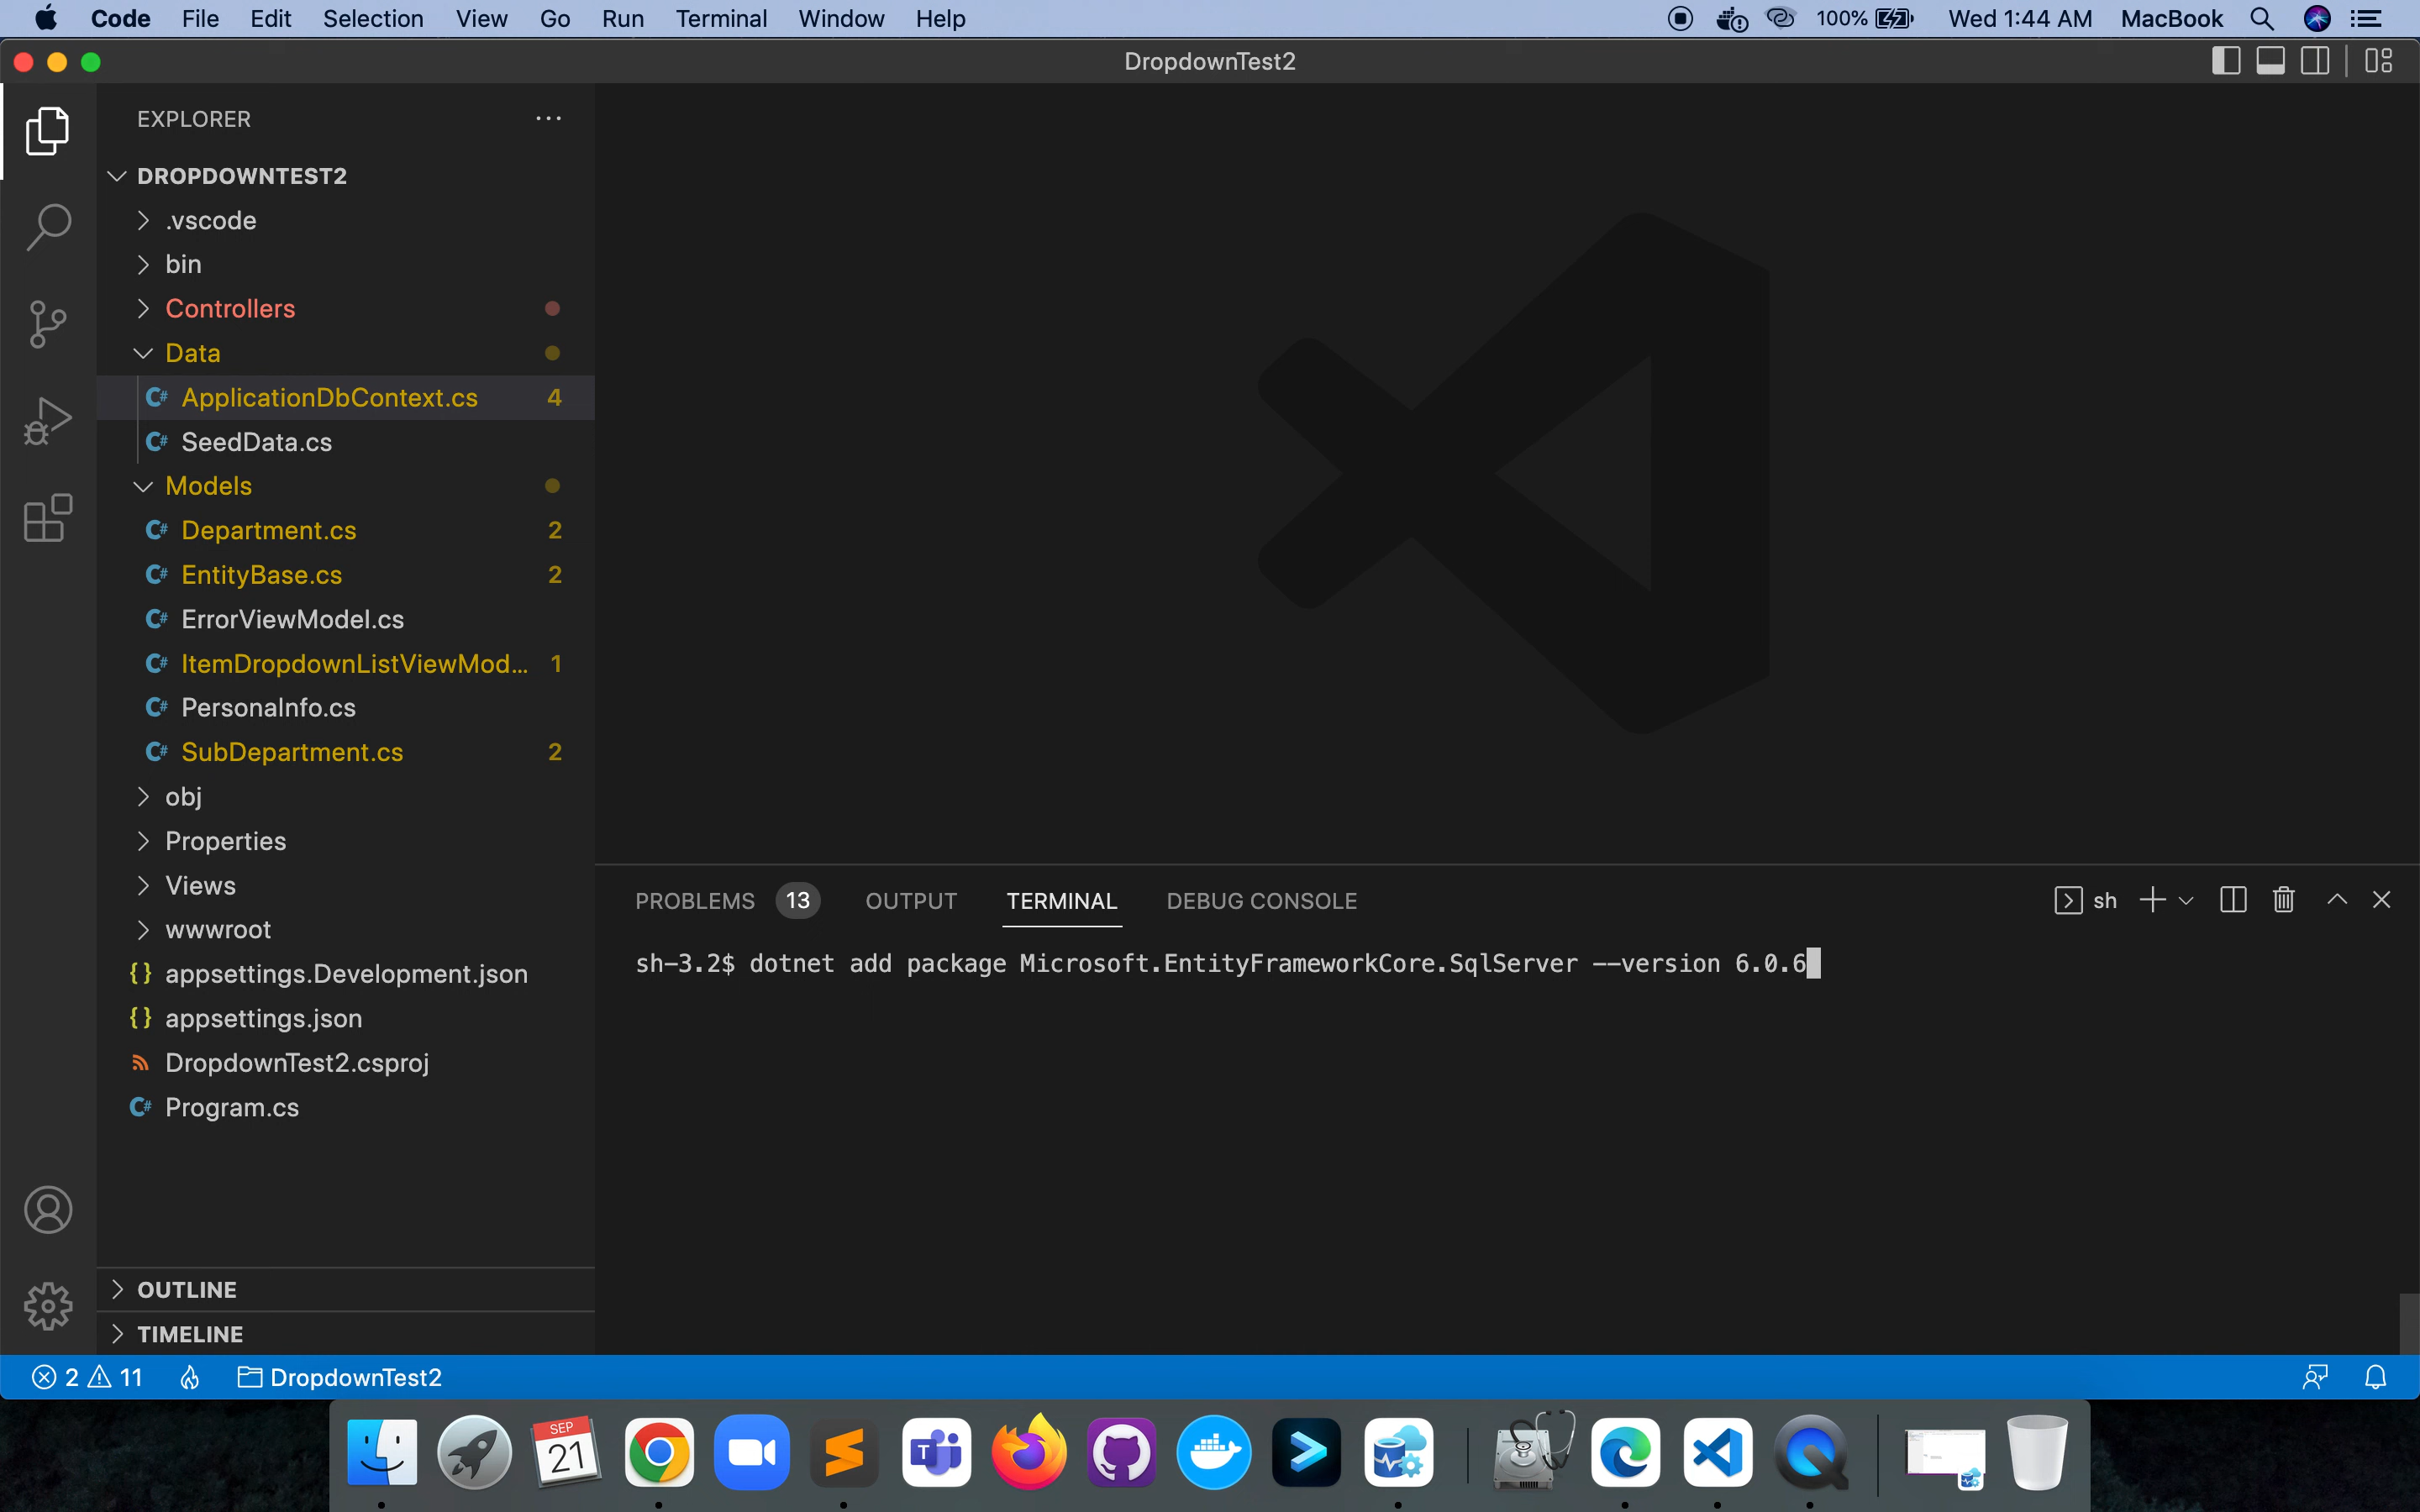 Code File Edit Selection View Go Run Terminal Window Help 100% Wed 1:44 AM MacBook
DropdownTest2
EXPLORER
DROPDOWNTEST2
.vscode
bin
Controllers
Data
C# ApplicationDbContext.cs 4
C# SeedData.cs
Models
C# Department.cs 2
C# EntityBase.cs 2
C# ErrorViewModel.cs
C# ItemDropdownListViewMod... 1
C# PersonaInfo.cs
C# SubDepartment.cs 2
obj
Properties
Views
wwwroot
{} appsettings.Development.json
{} appsettings.json
DropdownTest2.csproj
C# Program.cs
OUTLINE
TIMELINE
PROBLEMS 13 OUTPUT TERMINAL DEBUG CONSOLE sh
sh-3.2$ dotnet add package Microsoft.EntityFrameworkCore.SqlServer --version 6.0.6
2 11 DropdownTest2
SEP
21
T